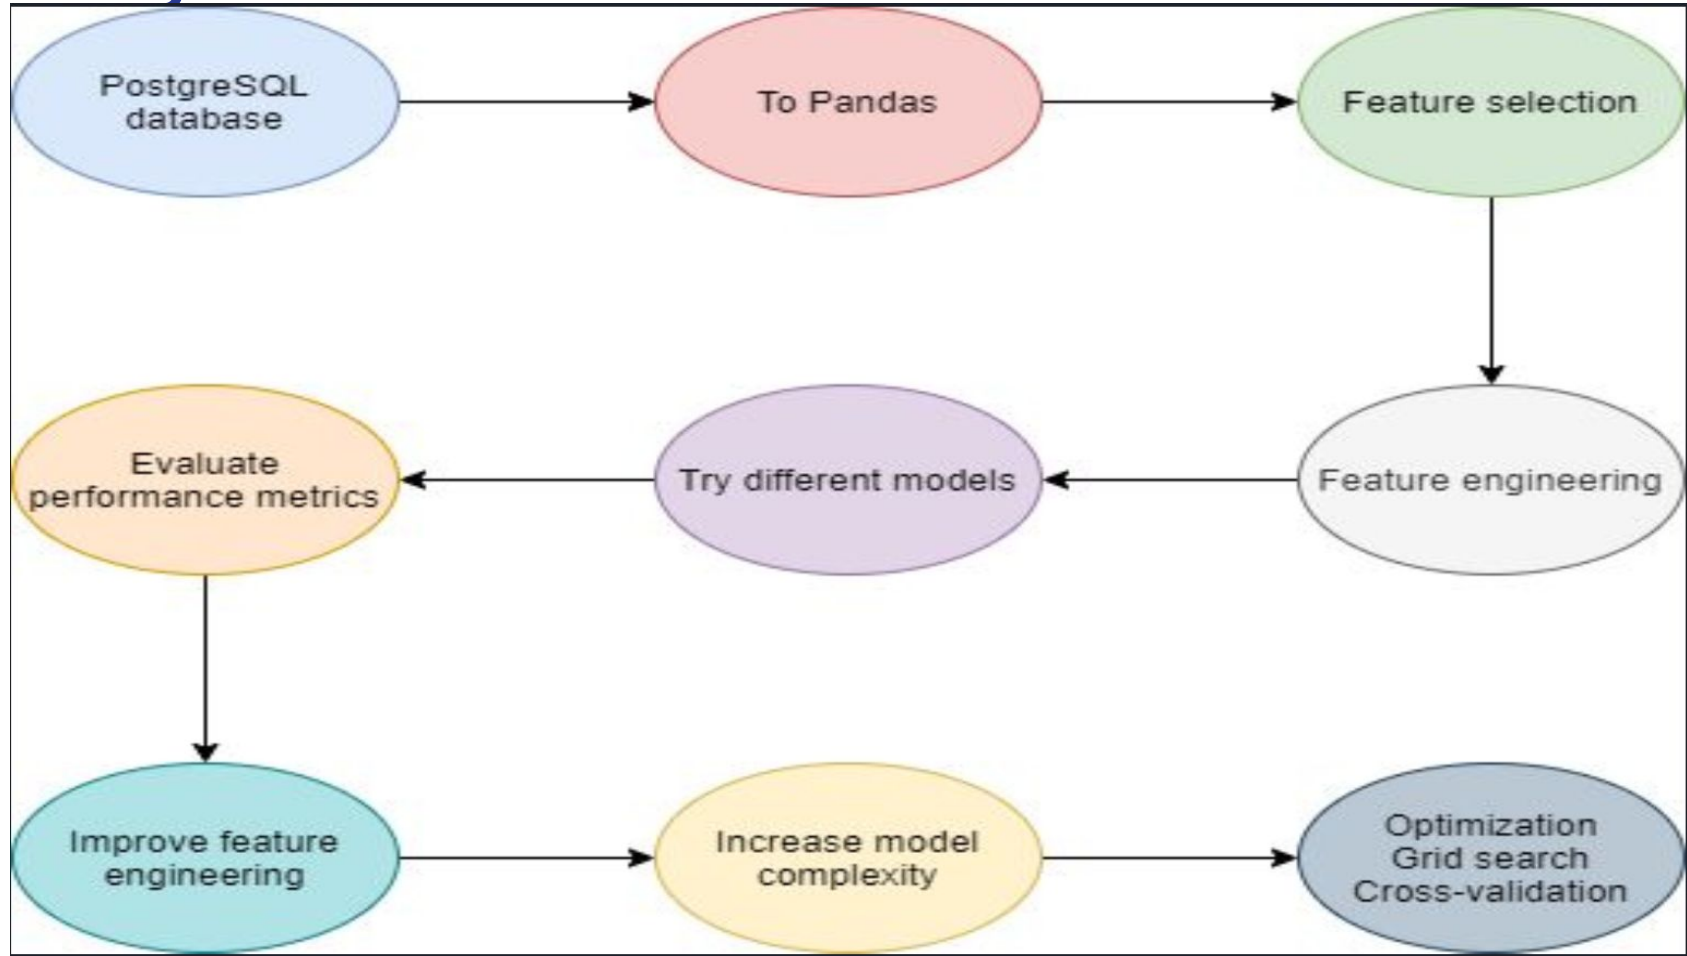 PostgreSQL
database
To Pandas
Feature selection
Feature engineering
Try different models
Evaluate
performance metrics
Improve feature
engineering
Increase model
complexity
Optimization
Grid search
Cross-validation